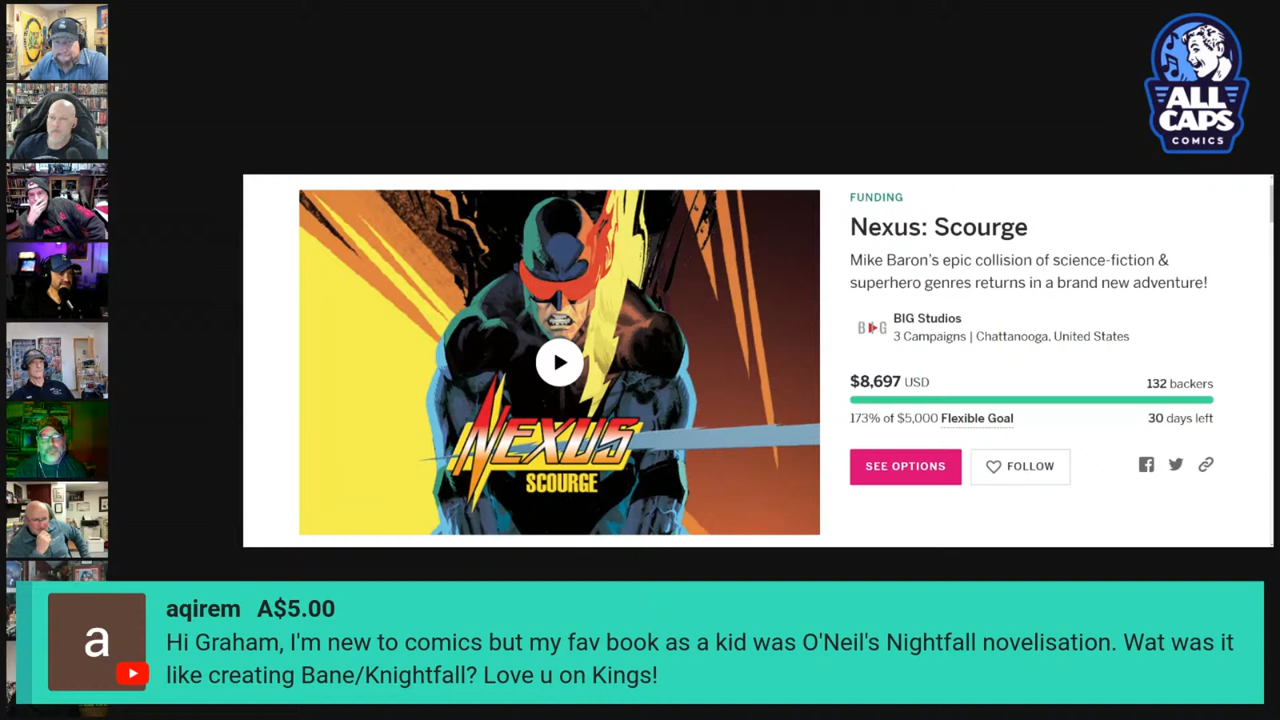 ALL
CAPS
COMICS
FUNDING
Nexus: Scourge
Mike Baron's epic collision of science-fiction &
superhero genres returns in a brand new adventure!
BIG
BIG Studios
3 Campaigns | Chattanooga, United States
$8,697 USD
132 backers
173% of $5,000 Flexible Goal
30 days left
SEE OPTIONS
FOLLOW
NEXUS
SCOURGE
a
aqirem A$5.00
Hi Graham, I'm new to comics but my fav book as a kid was O'Neil's Nightfall novelisation. Wat was it
like creating Bane/Knightfall? Love u on Kings!